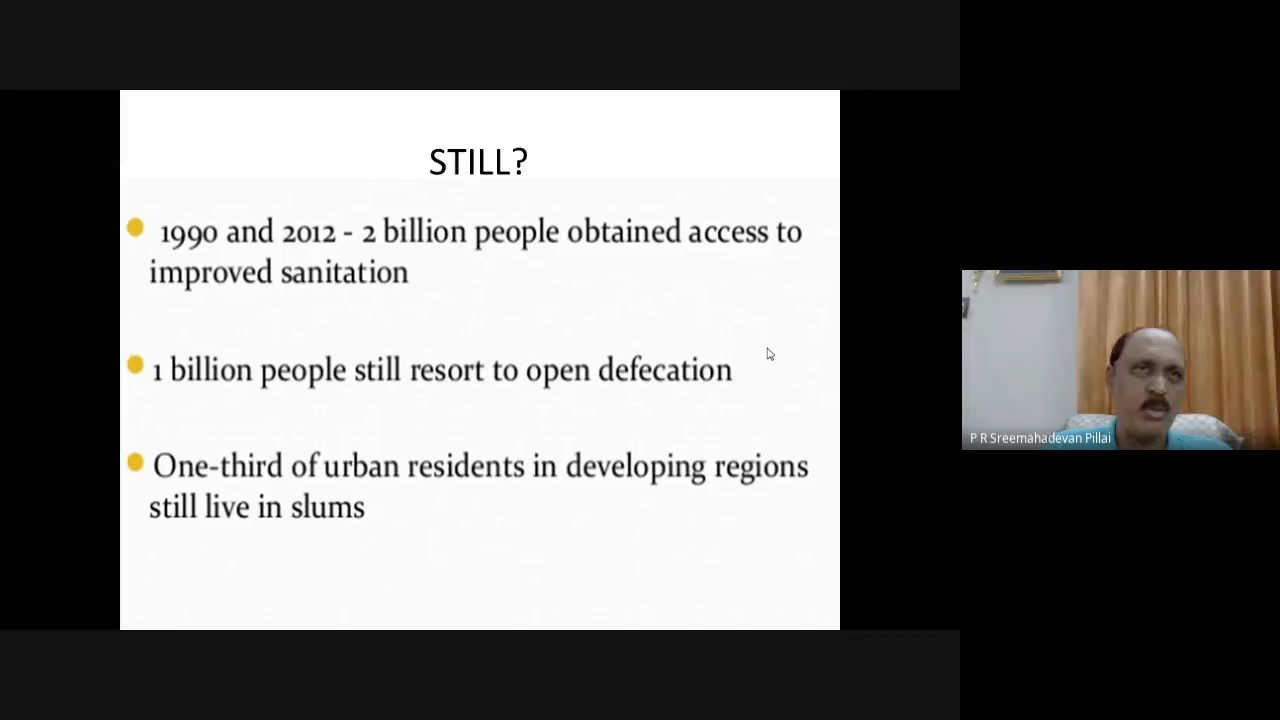 STILL?
1990 and 2012 - 2 billion people obtained access to
improved sanitation
1 billion people still resort to open defecation
One-third of urban residents in developing regions
still live in slums
P R Sreemahadevan Pillai